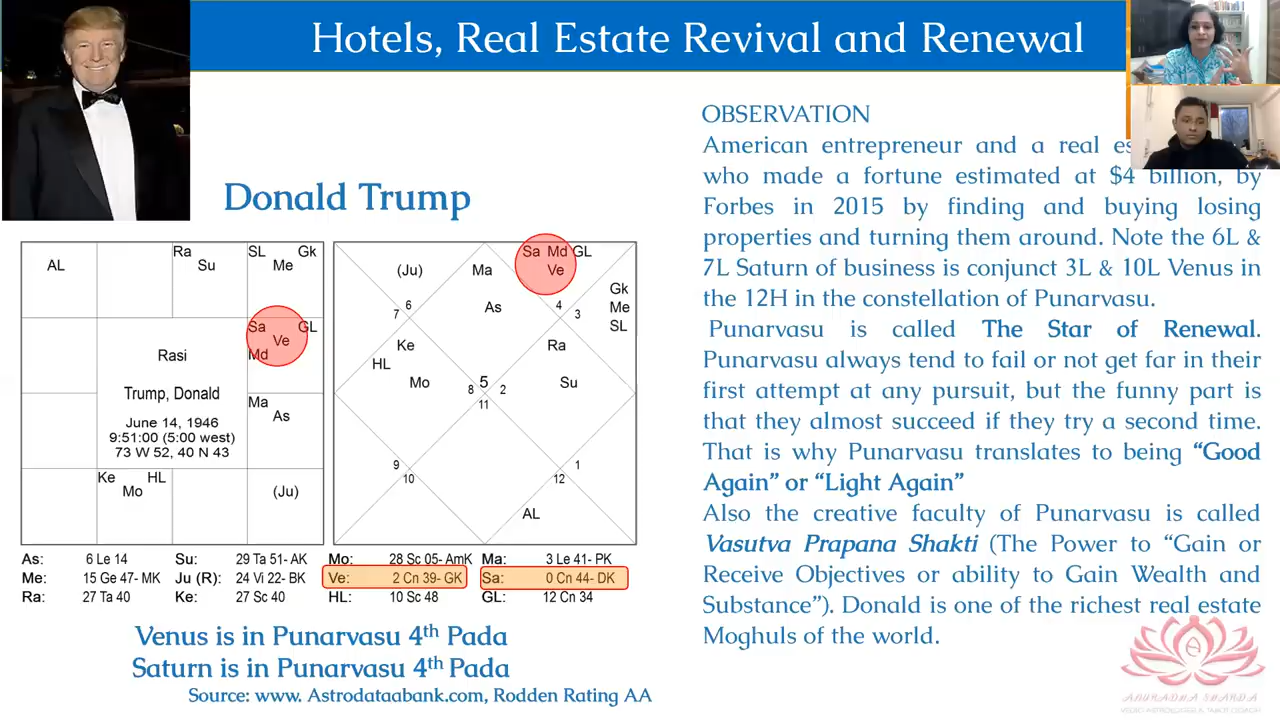 Hotels, Real Estate Revival and Renewal
Donald Trump
AL
Ra
Su
SL
Gk
Me
Sa
GL
Ve
Md
Rasi
Trump, Donald
June 14, 1946
9:51:00 (5:00 west)
73 W 52, 40 N 43
Ma
As
Ke
HL
Mo
(Ju)
(Ju)
Ma
Sa Md GL
Ve
As
Gk
Me
SL
7 6
4 3
Ke
HL
Mo
Ra
Su
8 5 2
11
9
10
1
12
AL
As: 6 Le 14 Su: 29 Ta 51- AK Mo: 28 Sc 05- AmK Ma: 3 Le 41- PK
Me: 15 Ge 47- MK Ju (R): 24 Vi 22- BK Ve: 2 Cn 39- GK Sa: 0 Cn 44- DK
Ra: 27 Ta 40 Ke: 27 Sc 40 HL: 10 Sc 48 GL: 12 Cn 34
Venus is in Punarvasu 4th Pada
Saturn is in Punarvasu 4th Pada
Source: www. Astrodataabank.com, Rodden Rating AA
OBSERVATION
American entrepreneur and a real es
who made a fortune estimated at $4 billion, by
Forbes in 2015 by finding and buying losing
properties and turning them around. Note the 6L &
7L Saturn of business is conjunct 3L & 10L Venus in
the 12H in the constellation of Punarvasu.
Punarvasu is called The Star of Renewal.
Punarvasu always tend to fail or not get far in their
first attempt at any pursuit, but the funny part is
that they almost succeed if they try a second time.
That is why Punarvasu translates to being “Good
Again” or “Light Again”
Also the creative faculty of Punarvasu is called
Vasutva Prapana Shakti (The Power to “Gain or
Receive Objectives or ability to Gain Wealth and
Substance”). Donald is one of the richest real estate
Moghuls of the world.
ANURADHA SHARDA